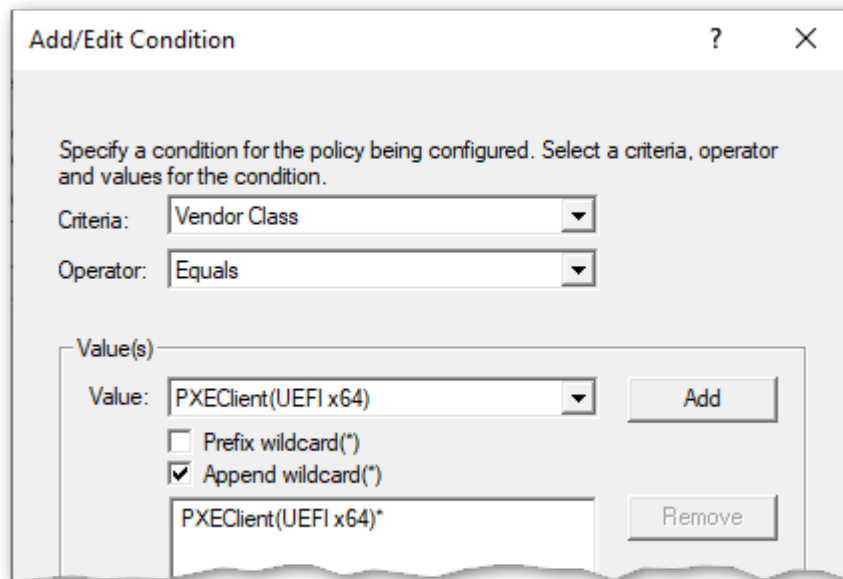 Add/Edit Condition ?
Specify a condition for the policy being configured. Select a criteria, operator
and values for the condition.
Criteria: Vendor Class
Operator: Equals
Value(s)
Value: PXEClient(UEFI x64) Add
Prefix wildcard(*)
Append wildcard(*)
PXEClient(UEFI x64)* Remove